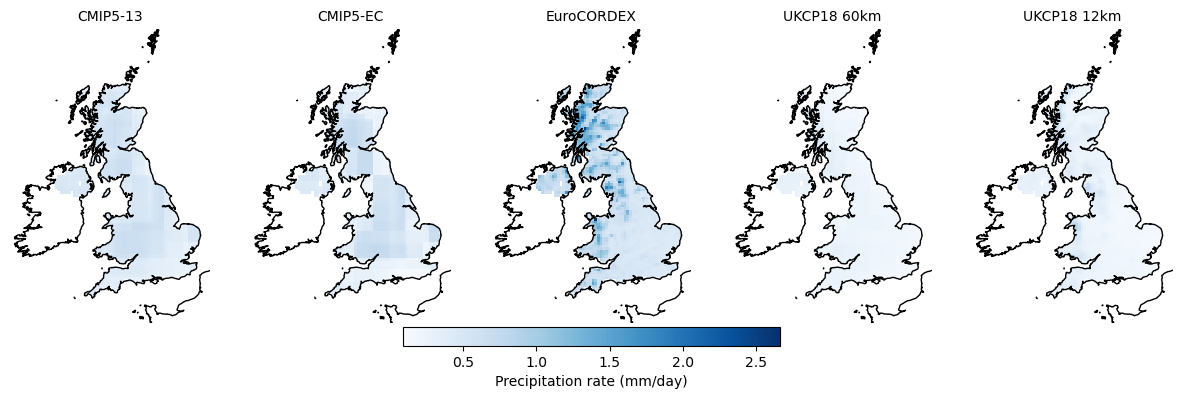 CMIP5-13 CMIP5-EC EuroCORDEX UKCP18 60km UKCP18 12km
0.5 1.0 1.5 2.0 2.5
Precipitation rate (mm/day)